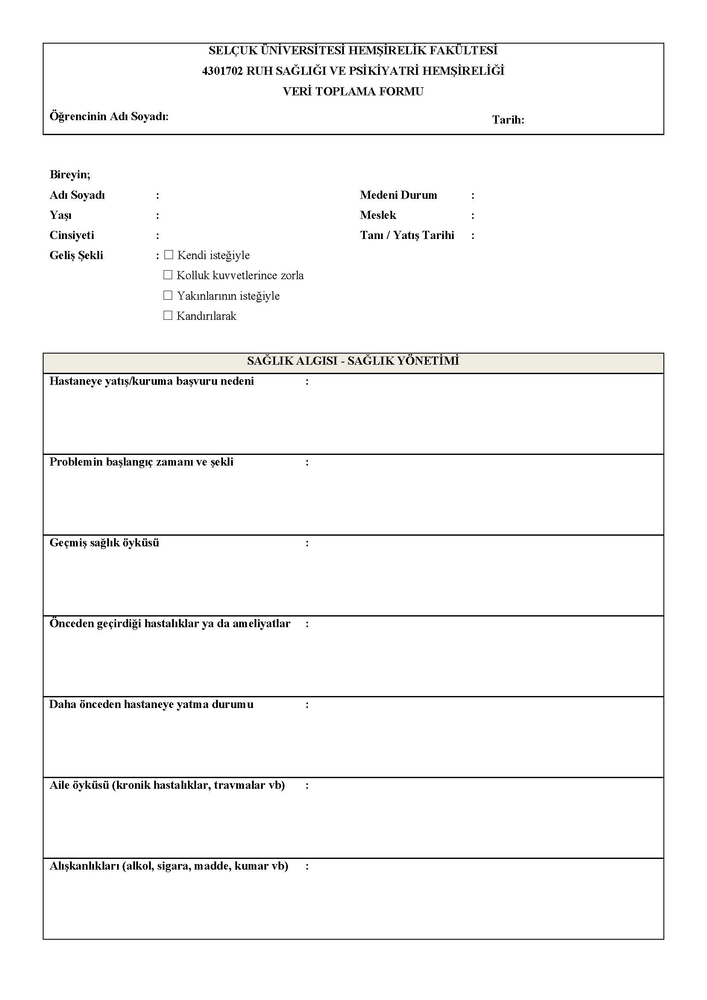 SELÇUK ÜNİVERSİTESİ HEMŞİRELİK FAKÜLTESİ
4301702 RUH SAĞLIĞI VE PSİKİYATRİ HEMŞİRELİĞİ
VERİ TOPLAMA FORMU
Öğrencinin Adı Soyadı: Tarih:
Bireyin;
Adı Soyadı : Medeni Durum :
Yaşı : Meslek :
Cinsiyeti : Tanı / Yatış Tarihi :
Geliş Şekli : ☐ Kendi isteğiyle
☐ Kolluk kuvvetlerince zorla
☐ Yakınlarının isteğiyle
☐ Kandırılarak
SAĞLIK ALGISI - SAĞLIK YÖNETİMİ
Hastaneye yatış/kuruma başvuru nedeni :
Problemin başlangıç zamanı ve şekli :
Geçmiş sağlık öyküsü :
Önceden geçirdiği hastalıklar ya da ameliyatlar :
Daha önceden hastaneye yatma durumu :
Aile öyküsü (kronik hastalıklar, travmalar vb) :
Alışkanlıkları (alkol, sigara, madde, kumar vb) :